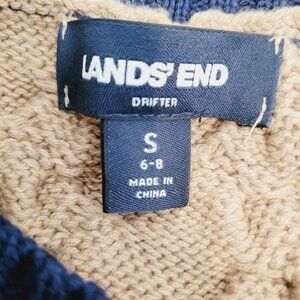 LANDS' END
DRIFTER
S
6-8
MADE IN
CHINA